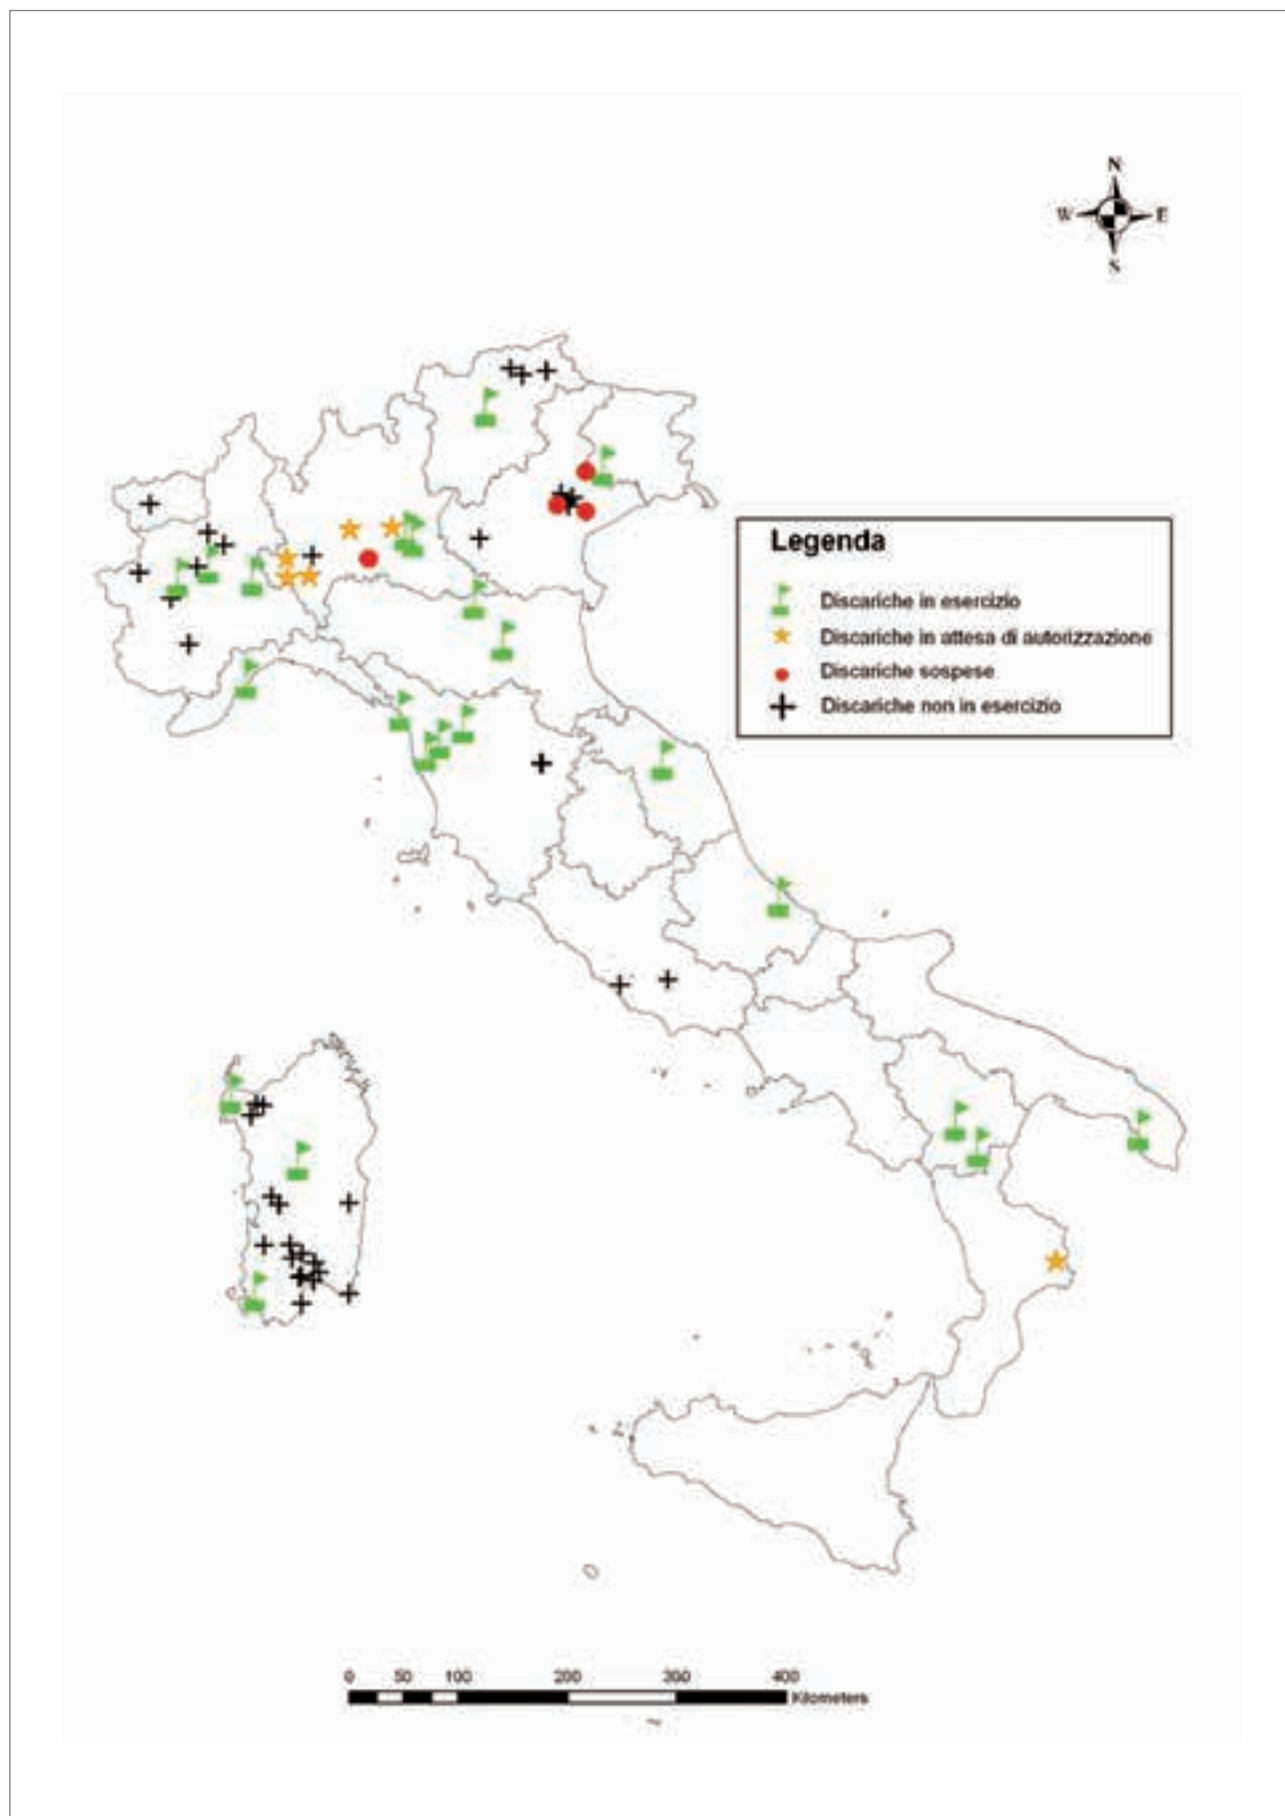 N
W E
S
Legenda
Discariche in esercizio
Discariche in attesa di autorizzazione
Discariche sospese
Discariche non in esercizio
0 50 100 200 300 400
Kilometers